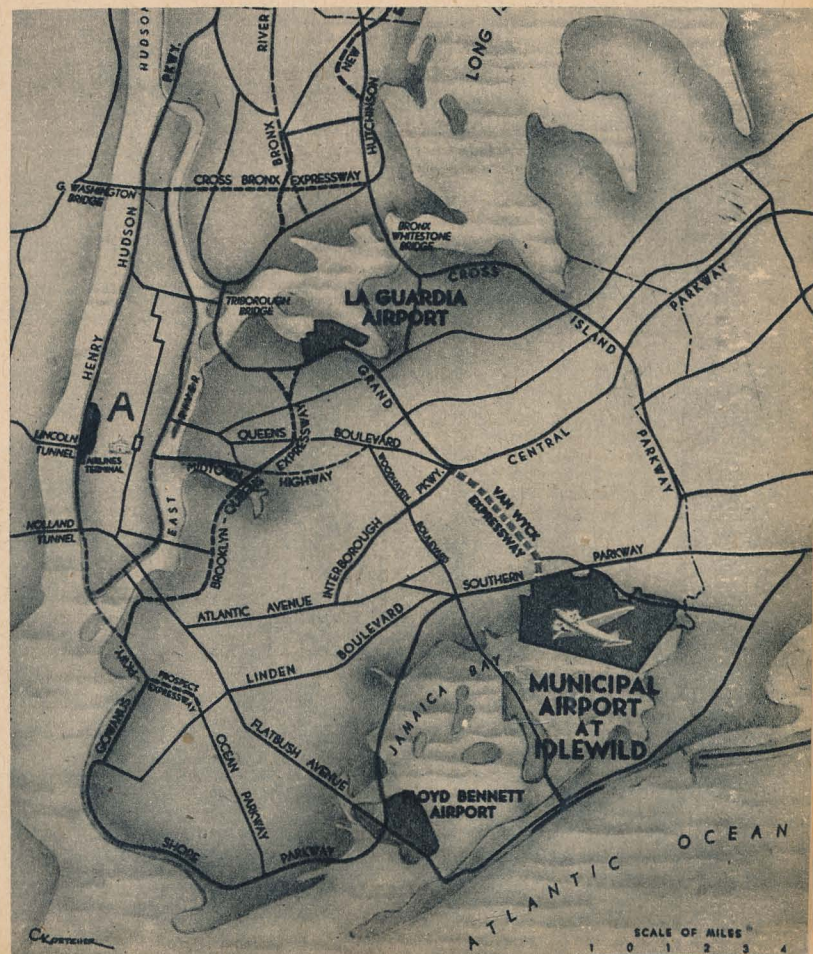 HUDSON
PKWY.
RIVER
BRONX
NEW
HUTCHINSON
LONG I
G. WASHINGTON
BRIDGE
CROSS BRONX EXPRESSWAY
HENRY HUDSON
BRONX
WHITESTONE
BRIDGE
TRIBOROUGH
BRIDGE
LA GUARDIA
AIRPORT
CROSS ISLAND PARKWAY
GRAND CENTRAL PARKWAY
A
LINCOLN
TUNNEL
AIRLINES
TERMINAL
EAST RIVER
QUEENS BOULEVARD
MIDTOWN HIGHWAY
BROOKLYN - QUEENS EXPRESSWAY
WOODHAVEN BOULEVARD
INTERBOROUGH PKWY.
VAN WYCK
EXPRESSWAY
HOLLAND
TUNNEL
ATLANTIC AVENUE
SOUTHERN PARKWAY
LINDEN BOULEVARD
GOWANUS PKWY.
PROSPECT
EXPRESSWAY
OCEAN PARKWAY
FLATBUSH AVENUE
JAMAICA BAY
MUNICIPAL
AIRPORT
AT
IDLEWILD
FLOYD BENNETT
AIRPORT
SHORE PARKWAY
ATLANTIC OCEAN
SCALE OF MILES
1 0 1 2 3 4